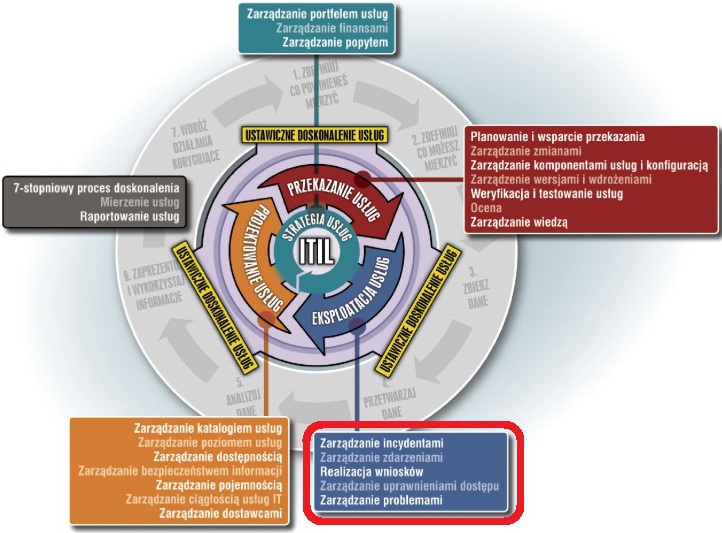 Zarządzanie portfelem usług
Zarządzanie finansami
Zarządzanie popytem
1. ZDEFINIUJ
CO POWINIENEŚ
MIERZYĆ
7. WDRÓŻ
DZIAŁANIA
KORYGUJĄCE
2. ZDEFINIUJ
CO MOŻESZ
MIERZYĆ
USTAWICZNE DOSKONALENIE USŁUG
Planowanie i wsparcie przekazania
Zarządzanie zmianami
Zarządzanie komponentami usług i konfiguracją
Zarządzenie wersjami i wdrożeniami
Weryfikacja i testowanie usług
Ocena
Zarządzanie wiedzą
7-stopniowy proces doskonalenia
Mierzenie usług
Raportowanie usług
PRZEKAZANIE USŁUG
PROJEKTOWANIE USŁUG
STRATEGIA USŁUG
ITIL
EKSPLOATACJA USŁUG
USTAWICZNE DOSKONALENIE USŁUG
USTAWICZNE DOSKONALENIE USŁUG
6. ZAPREZENTUJ
I WYKORZYSTAJ
INFORMACJE
3.
ZBIERZ
DANE
5.
ANALIZUJ
DANE
4.
PRZETWARZAJ
DANE
Zarządzanie katalogiem usług
Zarządzanie poziomem usług
Zarządzanie dostępnością
Zarządzanie bezpieczeństwem informacji
Zarządzanie pojemnością
Zarządzanie ciągłością usług IT
Zarządzanie dostawcami
Zarządzanie incydentami
Zarządzanie zdarzeniami
Realizacja wniosków
Zarządzanie uprawnieniami dostępu
Zarządzanie problemami